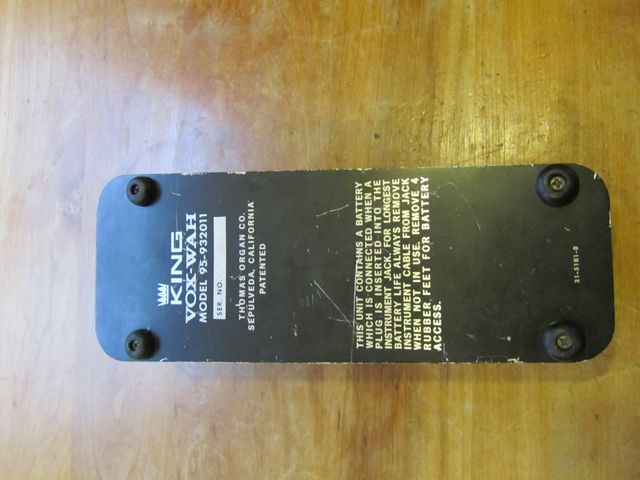 KING
VOX-WAH
MODEL 95-932011
SER. NO.
THOMAS ORGAN CO.
SEPULVEDA, CALIFORNIA
PATENTED
THIS UNIT CONTAINS A BATTERY
WHICH IS CONNECTED WHEN A
PLUG IS INSERTED INTO THE
INSTRUMENT JACK. FOR LONGEST
BATTERY LIFE ALWAYS REMOVE
INSTRUMENT CABLE FROM JACK
WHEN NOT IN USE. REMOVE 4
RUBBER FEET FOR BATTERY
ACCESS.
31-5101-0